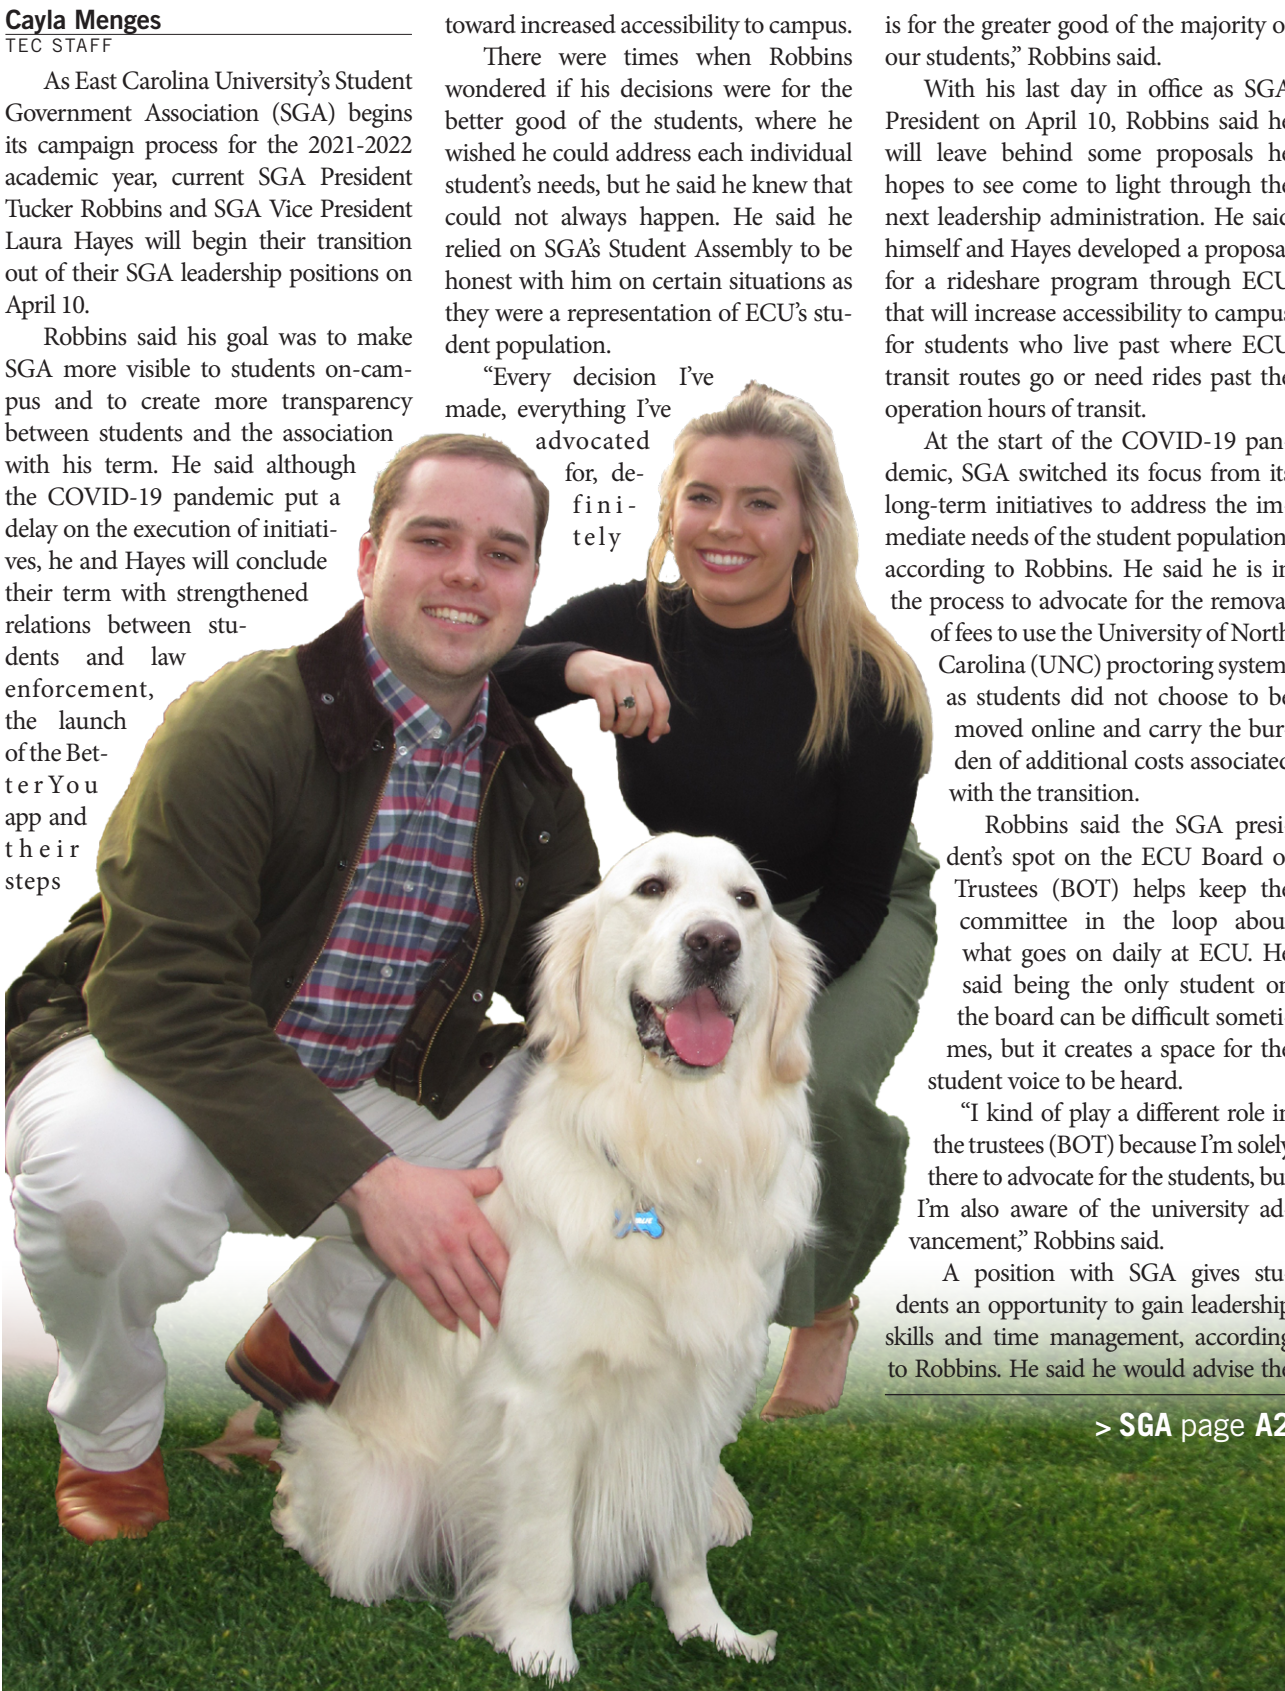 Cayla Menges
TEC STAFF
As East Carolina University's Student
Government Association (SGA) begins
its campaign process for the 2021-2022
academic year, current SGA President
Tucker Robbins and SGA Vice President
Laura Hayes will begin their transition
out of their SGA leadership positions on
April 10.
Robbins said his goal was to make
SGA more visible to students on-cam-
pus and to create more transparency
between students and the association
with his term. He said although
the COVID-19 pandemic put a
delay on the execution of initiati-
ves, he and Hayes will conclude
their term with strengthened
relations between stu-
dents and law
enforcement,
the launch
of the Bet-
terYou
app and
their
steps
toward increased accessibility to campus.
There were times when Robbins
wondered if his decisions were for the
better good of the students, where he
wished he could address each individual
student's needs, but he said he knew that
could not always happen. He said he
relied on SGA's Student Assembly to be
honest with him on certain situations as
they were a representation of ECU's stu-
dent population.
“Every decision I've
made, everything I've
advocated
for, de-
fini-
tely
is for the greater good of the majority o
our students,” Robbins said.
With his last day in office as SGA
President on April 10, Robbins said he
will leave behind some proposals he
hopes to see come to light through the
next leadership administration. He said
himself and Hayes developed a proposa
for a rideshare program through ECU
that will increase accessibility to campus
for students who live past where ECU
transit routes go or need rides past the
operation hours of transit.
At the start of the COVID-19 pan
demic, SGA switched its focus from its
long-term initiatives to address the im
mediate needs of the student population
according to Robbins. He said he is in
the process to advocate for the remova
of fees to use the University of North
Carolina (UNC) proctoring system
as students did not choose to be
moved online and carry the bur
den of additional costs associated
with the transition.
Robbins said the SGA presi
dent's spot on the ECU Board o
Trustees (BOT) helps keep the
committee in the loop abou
what goes on daily at ECU. He
said being the only student on
the board can be difficult someti
mes, but it creates a space for the
student voice to be heard.
“I kind of play a different role in
the trustees (BOT) because I'm solely
there to advocate for the students, bu
I'm also aware of the university ad
vancement,” Robbins said.
A position with SGA gives stu
dents an opportunity to gain leadership
skills and time management, according
to Robbins. He said he would advise the
> SGA page A2